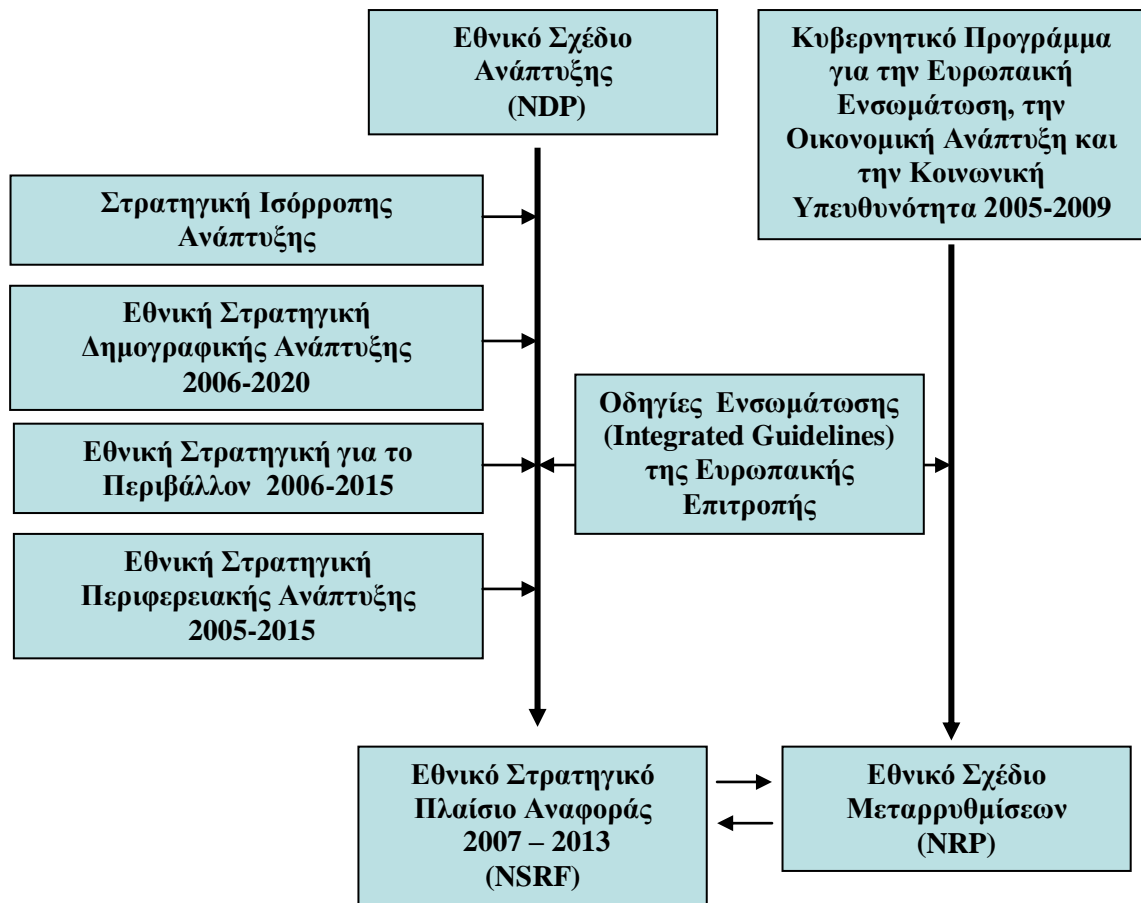 Εθνικό Σχέδιο
Ανάπτυξης
(NDP)
Κυβερνητικό Προγράμμα
για την Ευρωπαική
Ενσωμάτωση, την
Οικονομική Ανάπτυξη και
την Κοινωνική
Υπευθυνότητα 2005-2009
Στρατηγική Ισόρροπης
Ανάπτυξης
Εθνική Στρατηγική
Δημογραφικής Ανάπτυξης
2006-2020
Οδηγίες Ενσωμάτωσης
(Integrated Guidelines)
της Ευρωπαικής
Επιτροπής
Εθνική Στρατηγική για το
Περιβάλλον 2006-2015
Εθνική Στρατηγική
Περιφερειακής Ανάπτυξης
2005-2015
Εθνικό Στρατηγικό
Πλαίσιο Αναφοράς
2007 – 2013
(NSRF)
Εθνικό Σχέδιο
Μεταρρυθμίσεων
(NRP)